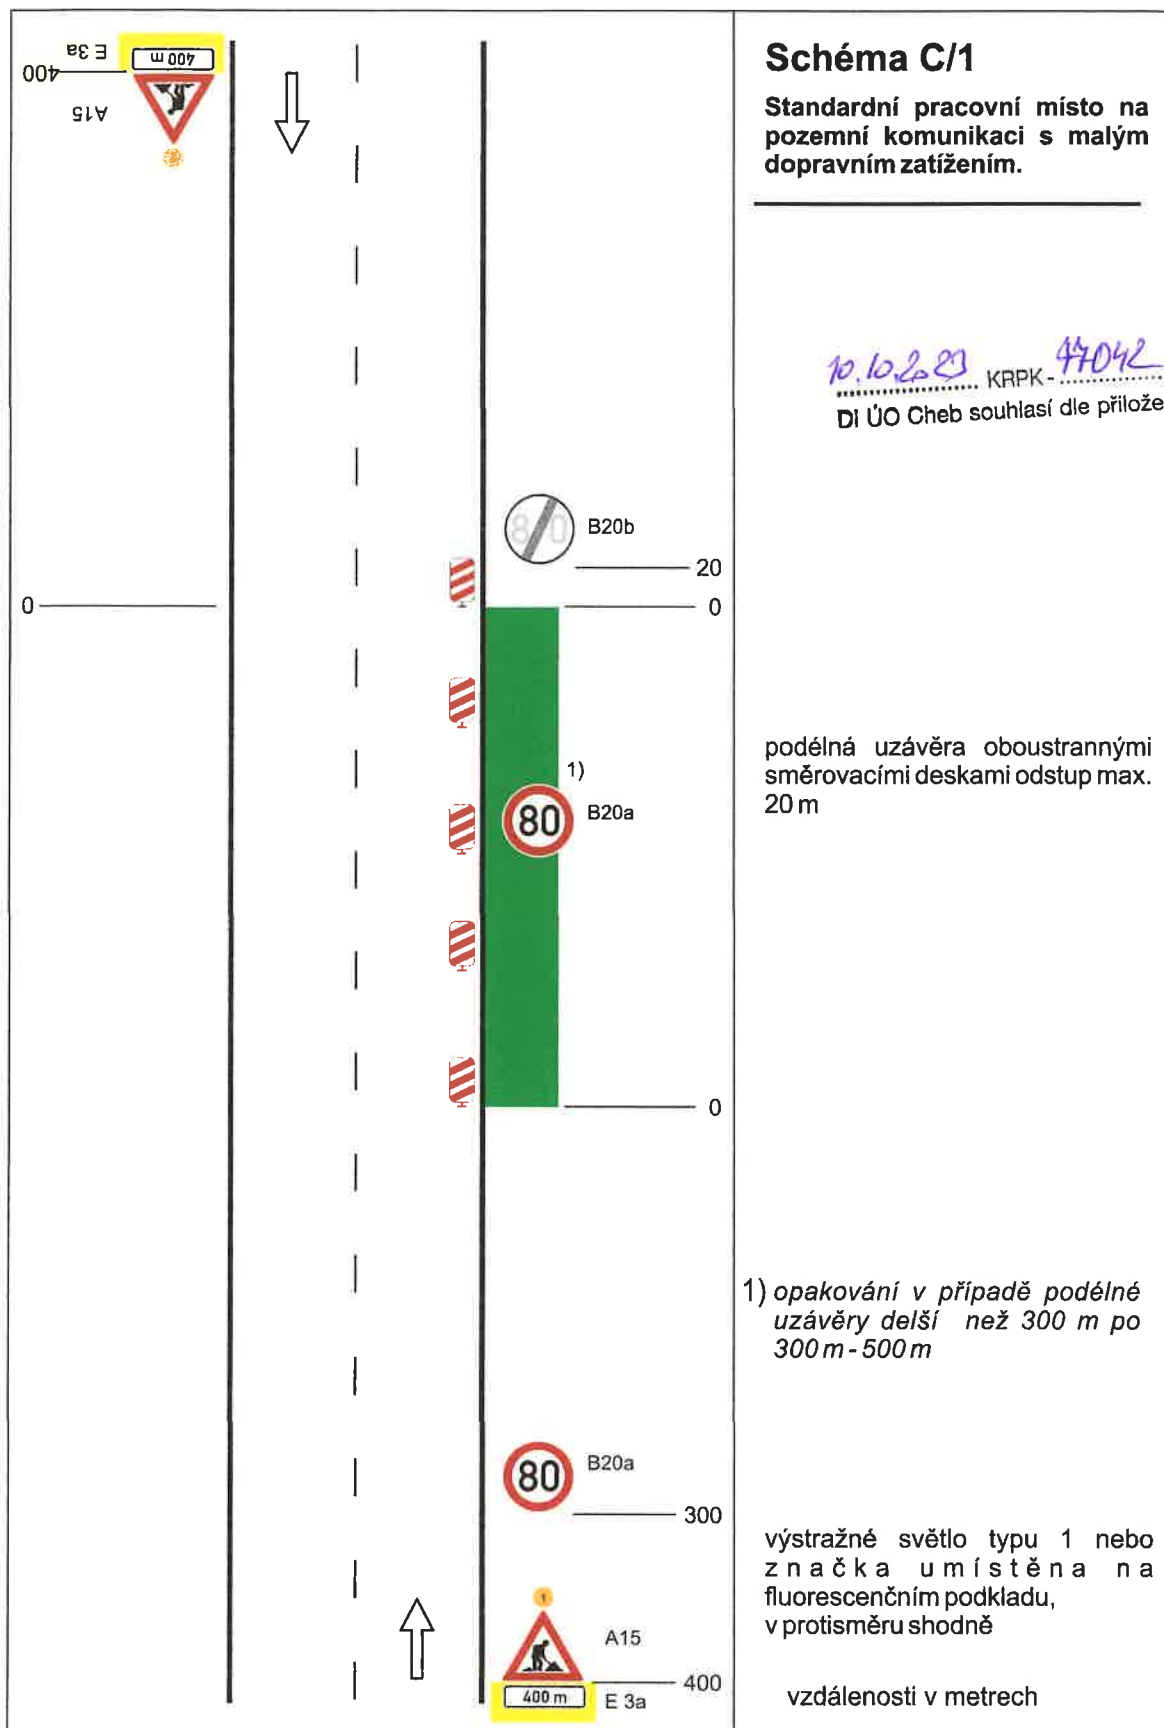 E 3a
400 m
400
A15
Schéma C/1
Standardní pracovní místo na
pozemní komunikaci s malým
dopravním zatížením.
10.10.2023 KRPK-
DI ÚO Cheb souhlasí dle přilože
80
B20b
20
0
0
podélná uzávěra oboustrannými
směrovacími deskami odstup max.
20 m
1)
80
B20a
0
1) opakování v případě podélné
uzávěry delší než 300 m po
300 m - 500 m
80
B20a
300
výstražné světlo typu 1 nebo
značka umístěna na
fluorescenčním podkladu,
v protisměru shodně
1
A15
400
400 m
E 3a
vzdálenosti v metrech